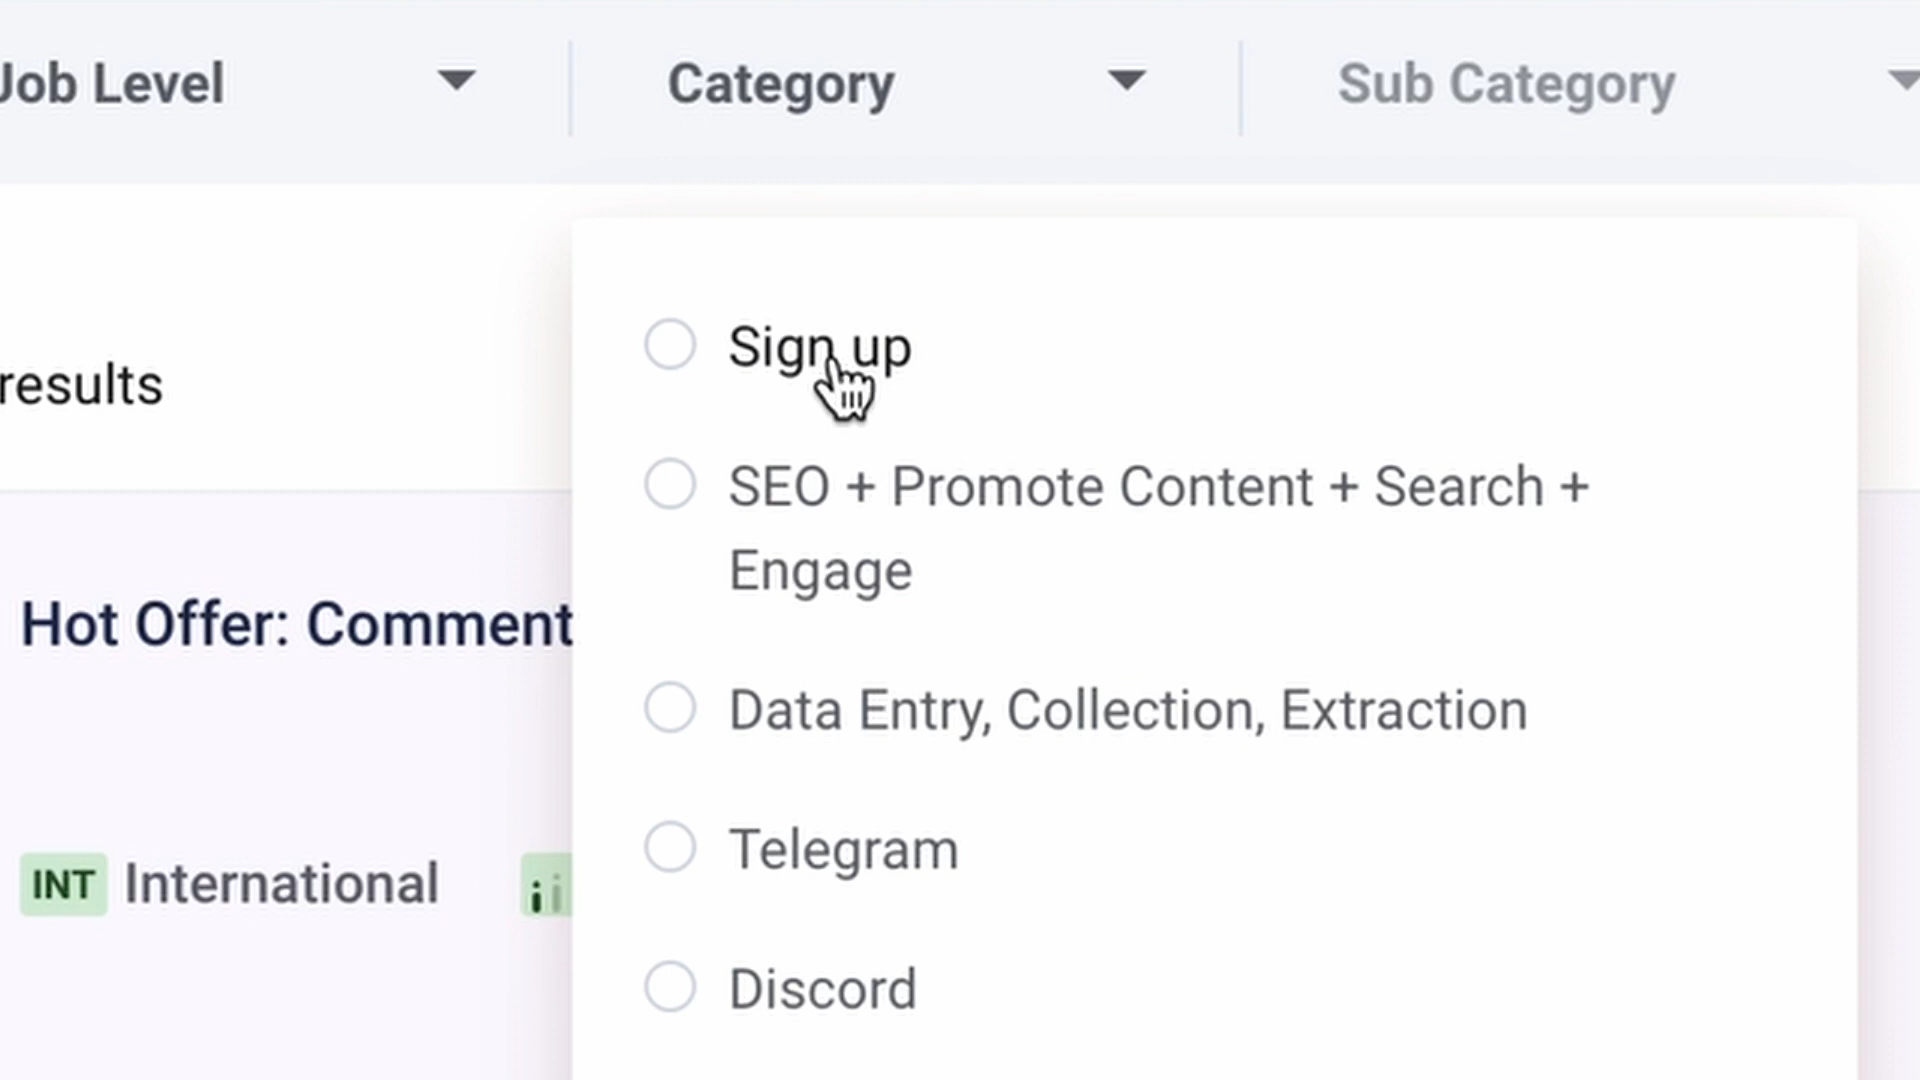 Job Level
Category
Sub Category
results
Sign up
SEO + Promote Content + Search +
Engage
Hot Offer: Comment
Data Entry, Collection, Extraction
Telegram
INT International
Discord